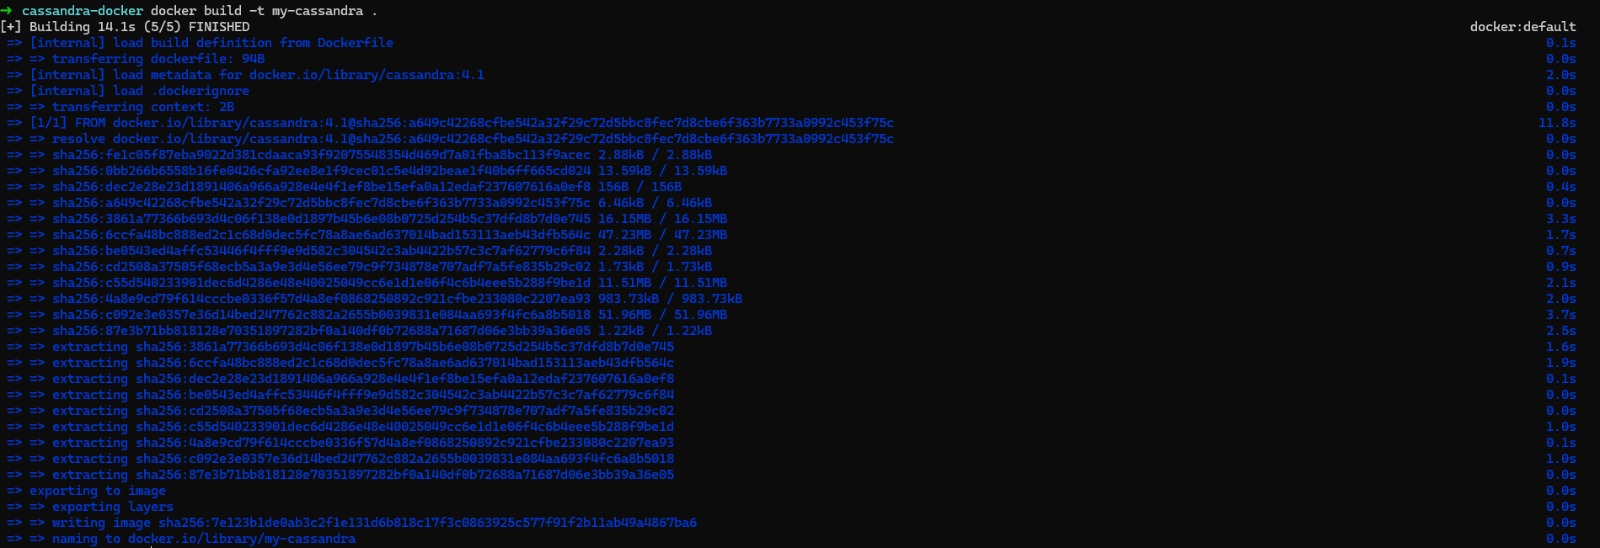 → cassandra-docker docker build -t my-cassandra .
[+] Building 14.1s (5/5) FINISHED docker:default
=> [internal] load build definition from Dockerfile 0.1s
=> => transferring dockerfile: 94B 0.0s
=> [internal] load metadata for docker.io/library/cassandra:4.1 2.0s
=> [internal] load .dockerignore 0.0s
=> => transferring context: 2B 0.0s
=> [1/1] FROM docker.io/library/cassandra:4.1@sha256:a649c42268cfbe542a32f29c72d5bbc8fec7d8cbe6f363b7733a0992c453f75c 11.8s
=> => resolve docker.io/library/cassandra:4.1@sha256:a649c42268cfbe542a32f29c72d5bbc8fec7d8cbe6f363b7733a0992c453f75c 0.0s
=> => sha256:fe1c05f87eba9022d381cdaaca93f92075548354d469d7a01fba8bc113f9acec 2.88kB / 2.88kB 0.0s
=> => sha256:0bb266b6558b16fe0426cfa92ee8e1f9cec01c5e4d92beae1f40b6ff665cd024 13.59kB / 13.59kB 0.0s
=> => sha256:dec2e28e23d1891406a966a928e4e4f1ef8be15efa0a12edaf237607616a0ef8 156B / 156B 0.4s
=> => sha256:a649c42268cfbe542a32f29c72d5bbc8fec7d8cbe6f363b7733a0992c453f75c 6.46kB / 6.46kB 0.0s
=> => sha256:3861a77366b693d4c06f138e0d1897b45b6e08b0725d254b5c37dfd8b7d0e745 16.15MB / 16.15MB 3.3s
=> => sha256:6ccfa48bc888ed2c1c68d0dec5fc78a8ae6ad637014bad153113aeb43dfb564c 47.23MB / 47.23MB 1.7s
=> => sha256:be0543ed4affc53446f4fff9e9d582c304542c3ab4422b57c3c7af62779c6f84 2.28kB / 2.28kB 0.7s
=> => sha256:cd2508a37505f68ecb5a3a9e3d4e56ee79c9f734878e707adf7a5fe835b29c02 1.73kB / 1.73kB 0.9s
=> => sha256:c55d540233901dec6d4286e48e40025049cc6e1d1e06f4c6b4eee5b288f9be1d 11.51MB / 11.51MB 2.1s
=> => sha256:4a8e9cd79f614cccbe0336f57d4a8ef0868250892c921cfbe233080c2207ea93 983.73kB / 983.73kB 2.0s
=> => sha256:c092e3e0357e36d14bed247762c882a2655b0039831e084aa693f4fc6a8b5018 51.96MB / 51.96MB 3.7s
=> => sha256:87e3b71bb818128e70351897282bf0a140df0b72688a71687d06e3bb39a36e05 1.22kB / 1.22kB 2.5s
=> => extracting sha256:3861a77366b693d4c06f138e0d1897b45b6e08b0725d254b5c37dfd8b7d0e745 1.6s
=> => extracting sha256:6ccfa48bc888ed2c1c68d0dec5fc78a8ae6ad637014bad153113aeb43dfb564c 1.9s
=> => extracting sha256:dec2e28e23d1891406a966a928e4e4f1ef8be15efa0a12edaf237607616a0ef8 0.1s
=> => extracting sha256:be0543ed4affc53446f4fff9e9d582c304542c3ab4422b57c3c7af62779c6f84 0.0s
=> => extracting sha256:cd2508a37505f68ecb5a3a9e3d4e56ee79c9f734878e707adf7a5fe835b29c02 0.0s
=> => extracting sha256:c55d540233901dec6d4286e48e40025049cc6e1d1e06f4c6b4eee5b288f9be1d 1.0s
=> => extracting sha256:4a8e9cd79f614cccbe0336f57d4a8ef0868250892c921cfbe233080c2207ea93 0.1s
=> => extracting sha256:c092e3e0357e36d14bed247762c882a2655b0039831e084aa693f4fc6a8b5018 1.0s
=> => extracting sha256:87e3b71bb818128e70351897282bf0a140df0b72688a71687d06e3bb39a36e05 0.0s
=> exporting to image 0.0s
=> => exporting layers 0.0s
=> => writing image sha256:7e123b1de0ab3c2f1e131d6b818c17f3c0863925c577f91f2b11ab49a4867ba6 0.0s
=> => naming to docker.io/library/my-cassandra 0.0s